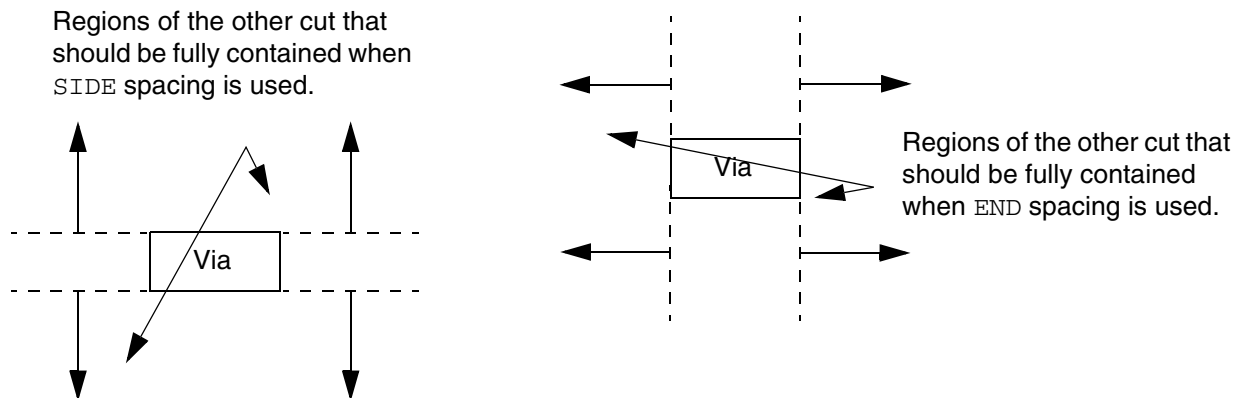 Regions of the other cut that
should be fully contained when
SIDE spacing is used.
Via
Via
Regions of the other cut that
should be fully contained
when END spacing is used.